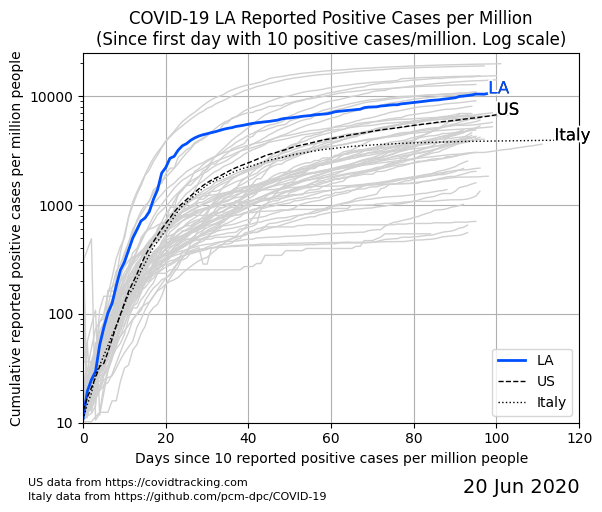 COVID-19 LA Reported Positive Cases per Million
(Since first day with 10 positive cases/million. Log scale)
Cumulative reported positive cases per million people
10000
1000
100
10
LA
US
Italy
LA
US
Italy
0 20 40 60 80 100 120
Days since 10 reported positive cases per million people
US data from https://covidtracking.com
Italy data from https://github.com/pcm-dpc/COVID-19
20 Jun 2020